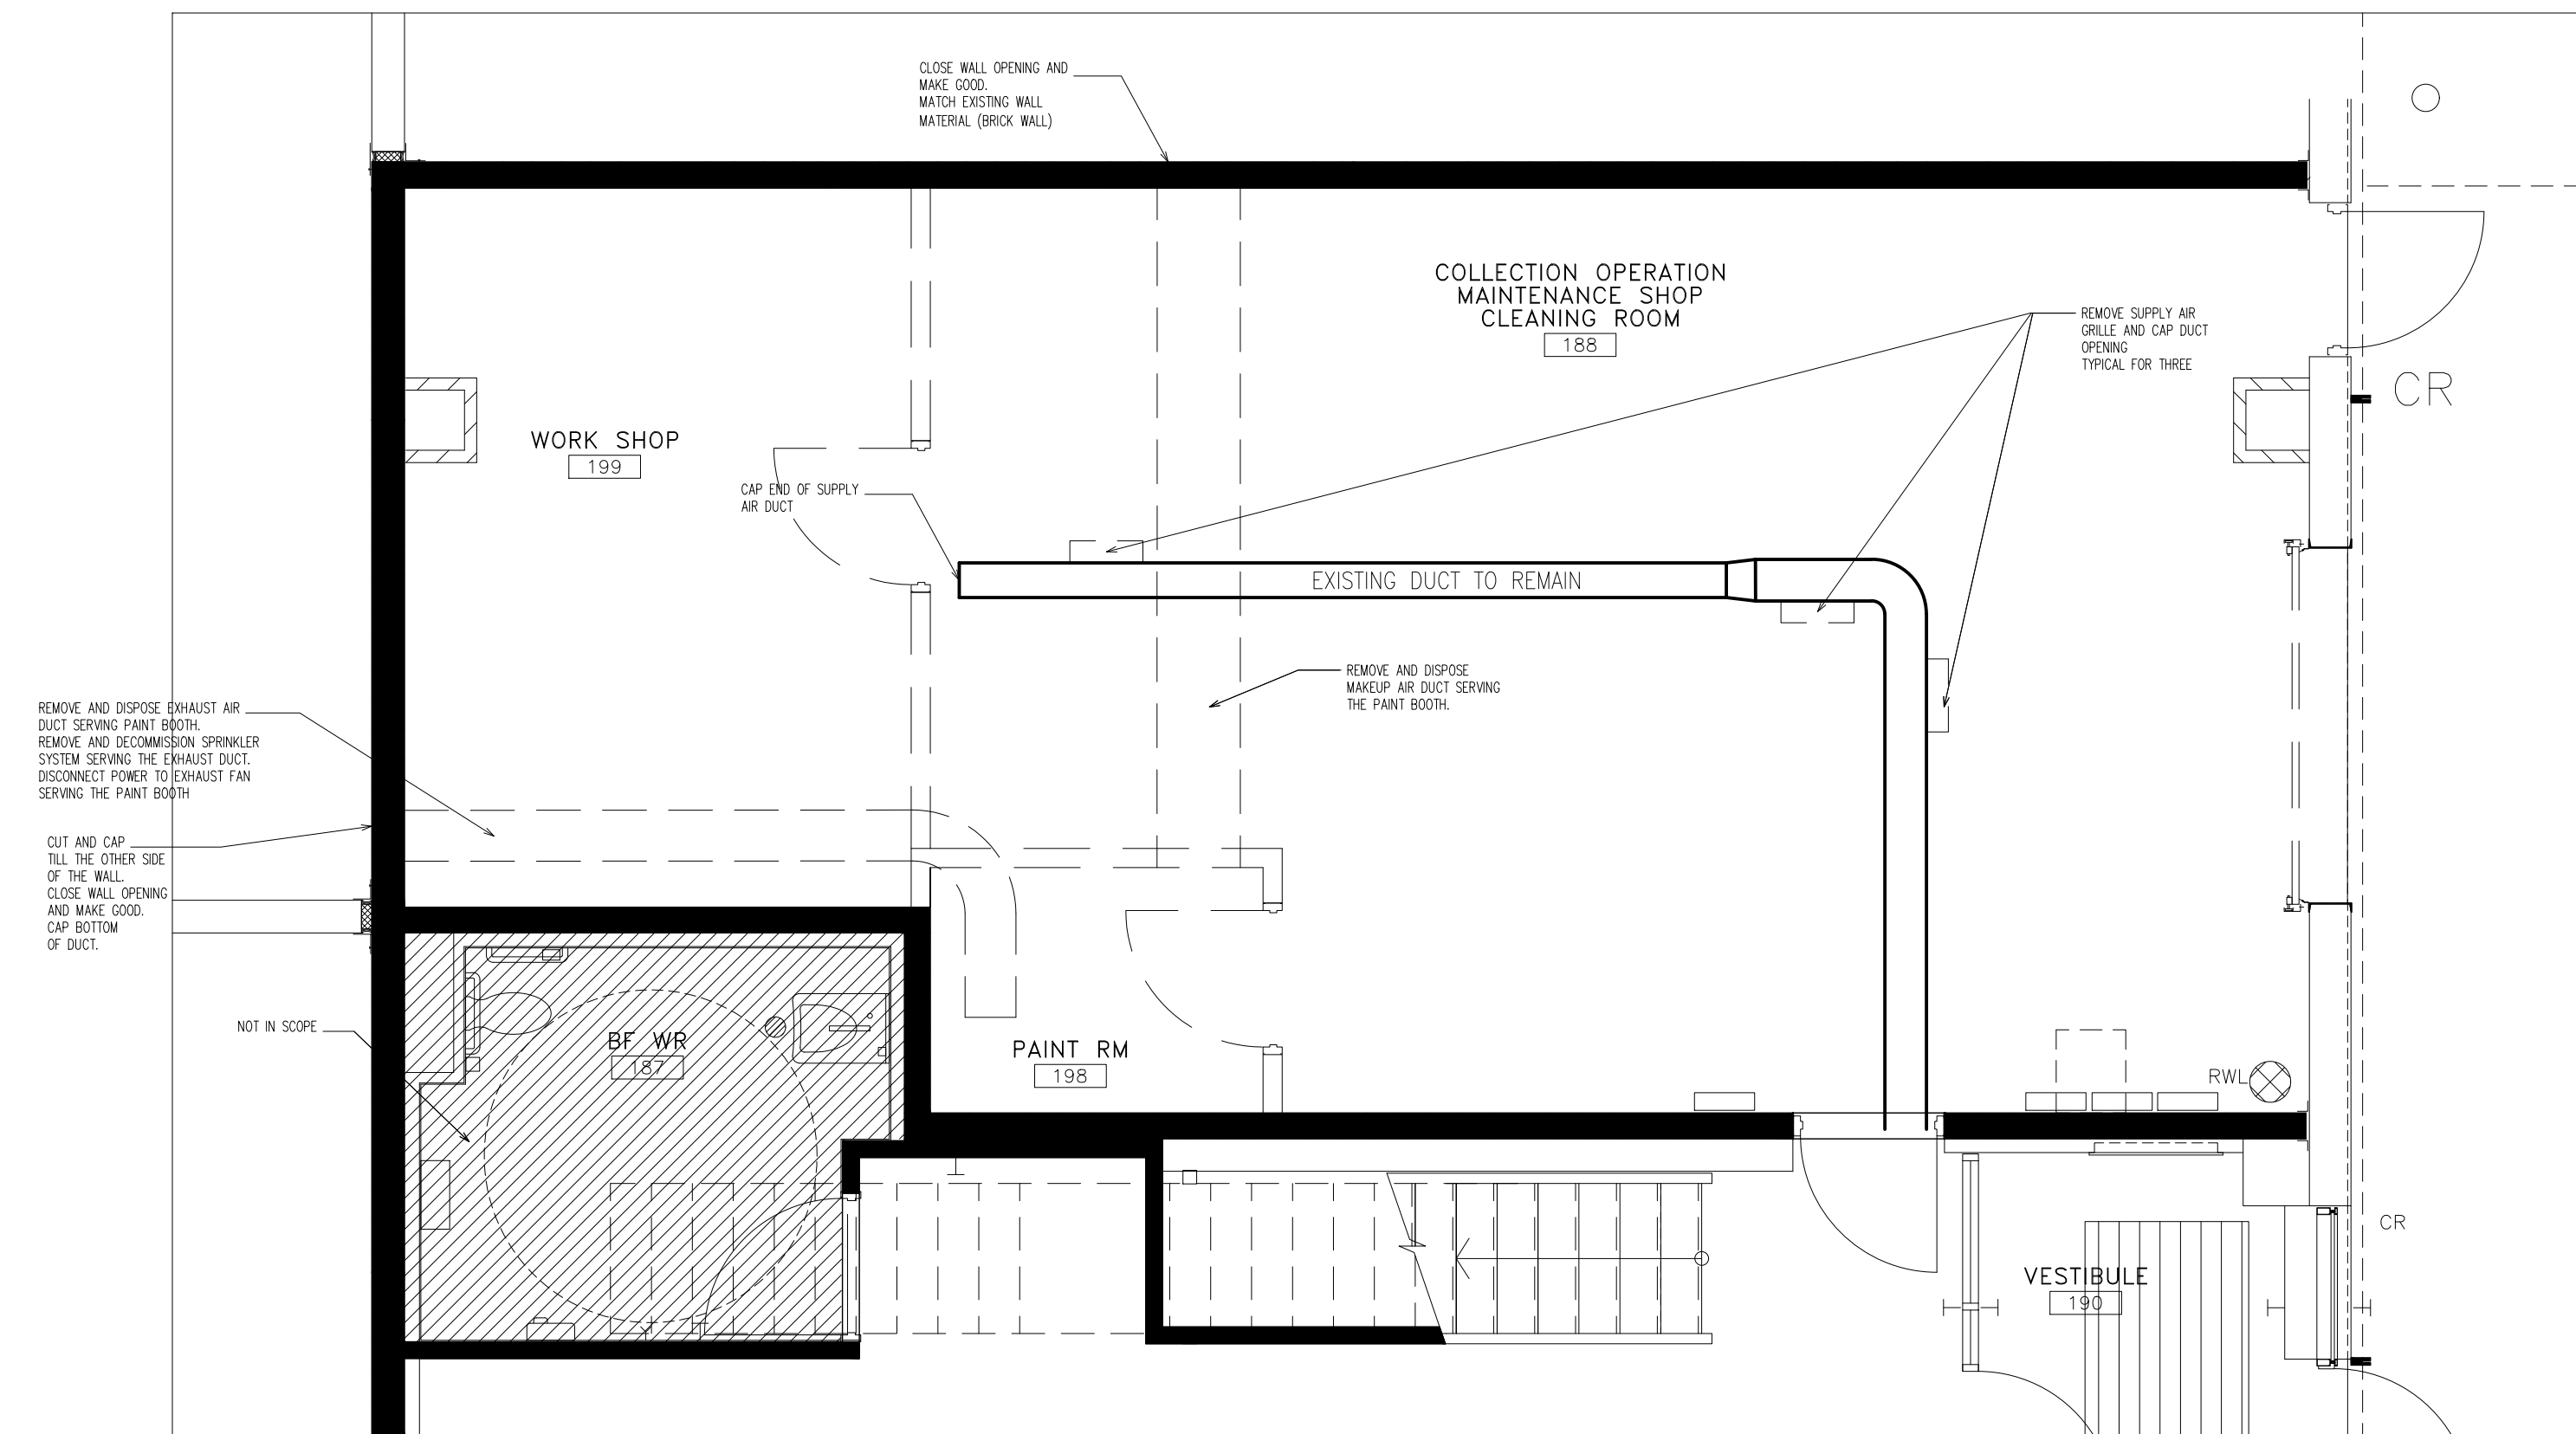 CLOSE WALL OPENING AND
MAKE GOOD.
MATCH EXISTING WALL
MATERIAL (BRICK WALL)
COLLECTION OPERATION
MAINTENANCE SHOP
CLEANING ROOM
188
REMOVE SUPPLY AIR
GRILLE AND CAP DUCT
OPENING
TYPICAL FOR THREE
CR
WORK SHOP
199
CAP END OF SUPPLY
AIR DUCT
EXISTING DUCT TO REMAIN
REMOVE AND DISPOSE
MAKEUP AIR DUCT SERVING
THE PAINT BOOTH.
REMOVE AND DISPOSE EXHAUST AIR
DUCT SERVING PAINT BOOTH.
REMOVE AND DECOMMISSION SPRINKLER
SYSTEM SERVING THE EXHAUST DUCT.
DISCONNECT POWER TO EXHAUST FAN
SERVING THE PAINT BOOTH
CUT AND CAP
TILL THE OTHER SIDE
OF THE WALL.
CLOSE WALL OPENING
AND MAKE GOOD.
CAP BOTTOM
OF DUCT.
NOT IN SCOPE
BF WR
187
PAINT RM
198
RWL
CR
VESTIBULE
190